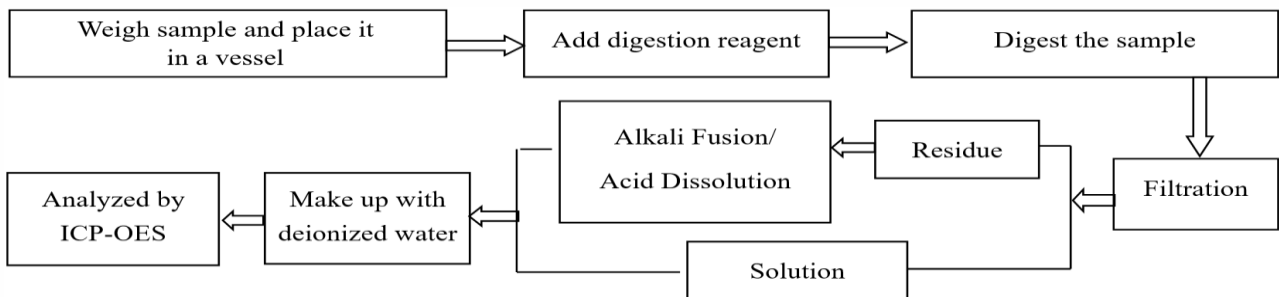 Weigh sample and place it
in a vessel
Add digestion reagent
Digest the sample
Filtration
Residue
Alkali Fusion/
Acid Dissolution
Solution
Make up with
deionized water
Analyzed by
ICP-OES